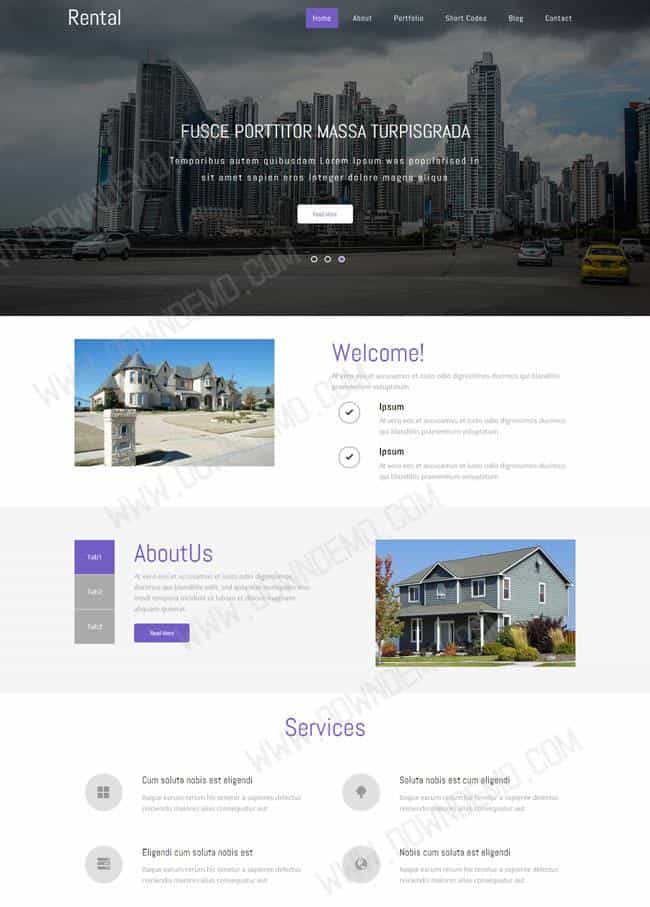 Rental
Home About Portfolio Short Codes Blog Contact
FUSCE PORTTITOR MASSA TURPISGRADA
Temporibus autem quibusdam Lorem Ipsum was popularised In
sit amet sapien eros Integer dolore magna aliqua
Read More
WWW.DOWNDEMO.COM
WWW.DOWNDEMO.COM
Welcome!
At vero eos et accusamus et iusto odio dignissimos ducimus qui blanditiis
praesentium voluptatum
Ipsum
At vero eos et accusamus et iusto odio dignissimos ducimus
qui blanditiis praesentium voluptatum
Ipsum
At vero eos et accusamus et iusto odio dignissimos ducimus
qui blanditiis praesentium voluptatum
WWW.DOWNDEMO.COM
Tab1
Tab2
Tab3
AboutUs
At vero eos et accusamus et iusto odio dignissimos
ducimus qui blanditiis velit, sed quia non numquam eius
modi tempora incidunt ut labore et dolore magnam
aliquam quaerat.
Read More
WWW.DOWNDEMO.COM
Services
Cum soluta nobis est eligendi
Itaque earum rerum hic tenetur a sapiente delectus
reiciendis maiores alias consequatur aut
Soluta nobis est cum eligendi
Itaque earum rerum hic tenetur a sapiente delectus
reiciendis maiores alias consequatur aut
Eligendi cum soluta nobis est
Itaque earum rerum hic tenetur a sapiente delectus
reiciendis maiores alias consequatur aut
Nobis cum soluta est eligendi
Itaque earum rerum hic tenetur a sapiente delectus
reiciendis maiores alias consequatur aut
WWW.DOWNDEMO.COM
WWW.DOWNDEMO.COM